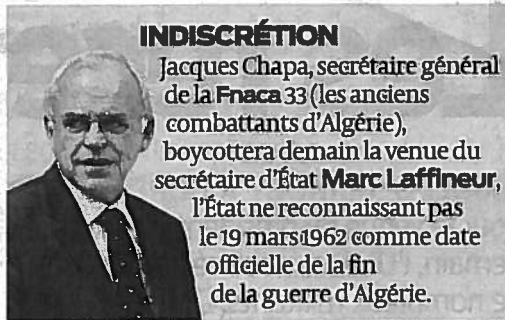 INDISCRÉTION
Jacques Chapa, secrétaire général
de la Fnaca 33 (les anciens
combattants d'Algérie),
boycottera demain la venue du
secrétaire d'État Marc Laffineur,
l'État ne reconnaissant pas
le 19 mars 1962 comme date
officielle de la fin
de la guerre d'Algérie.